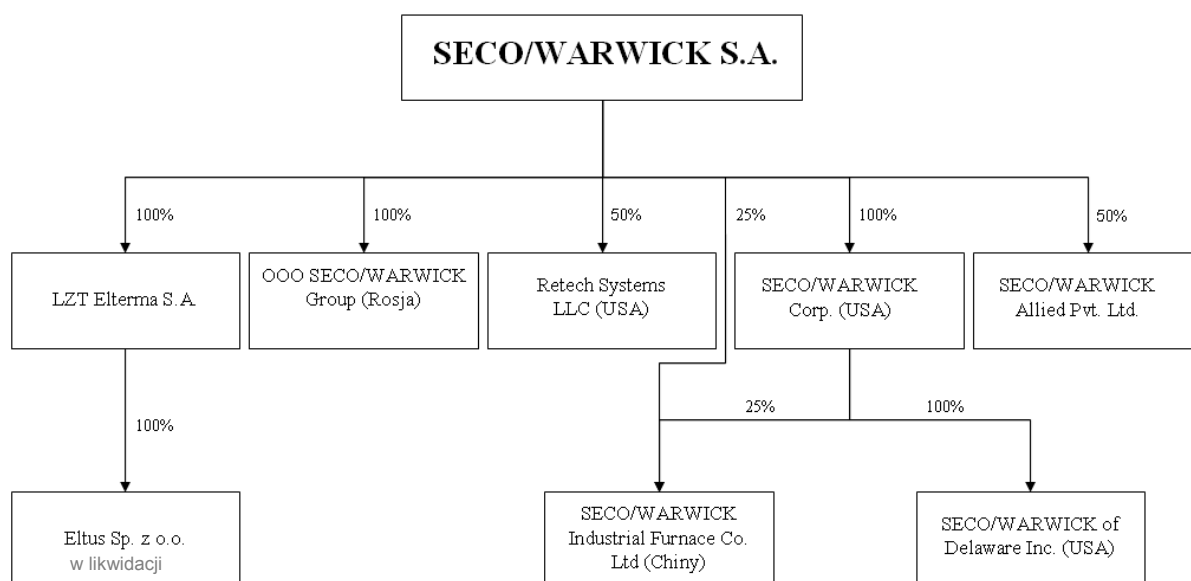 SECO/WARWICK S.A.
100%
100%
50%
25%
100%
50%
LZT Elterma S.A.
OOO SECO/WARWICK
Group (Rosja)
Retech Systems
LLC (USA)
SECO/WARWICK
Corp. (USA)
SECO/WARWICK
Allied Pvt. Ltd.
100%
25%
100%
Eltus Sp. z o.o.
w likwidacji
SECO/WARWICK
Industrial Furnace Co.
Ltd (Chiny)
SECO/WARWICK of
Delaware Inc. (USA)